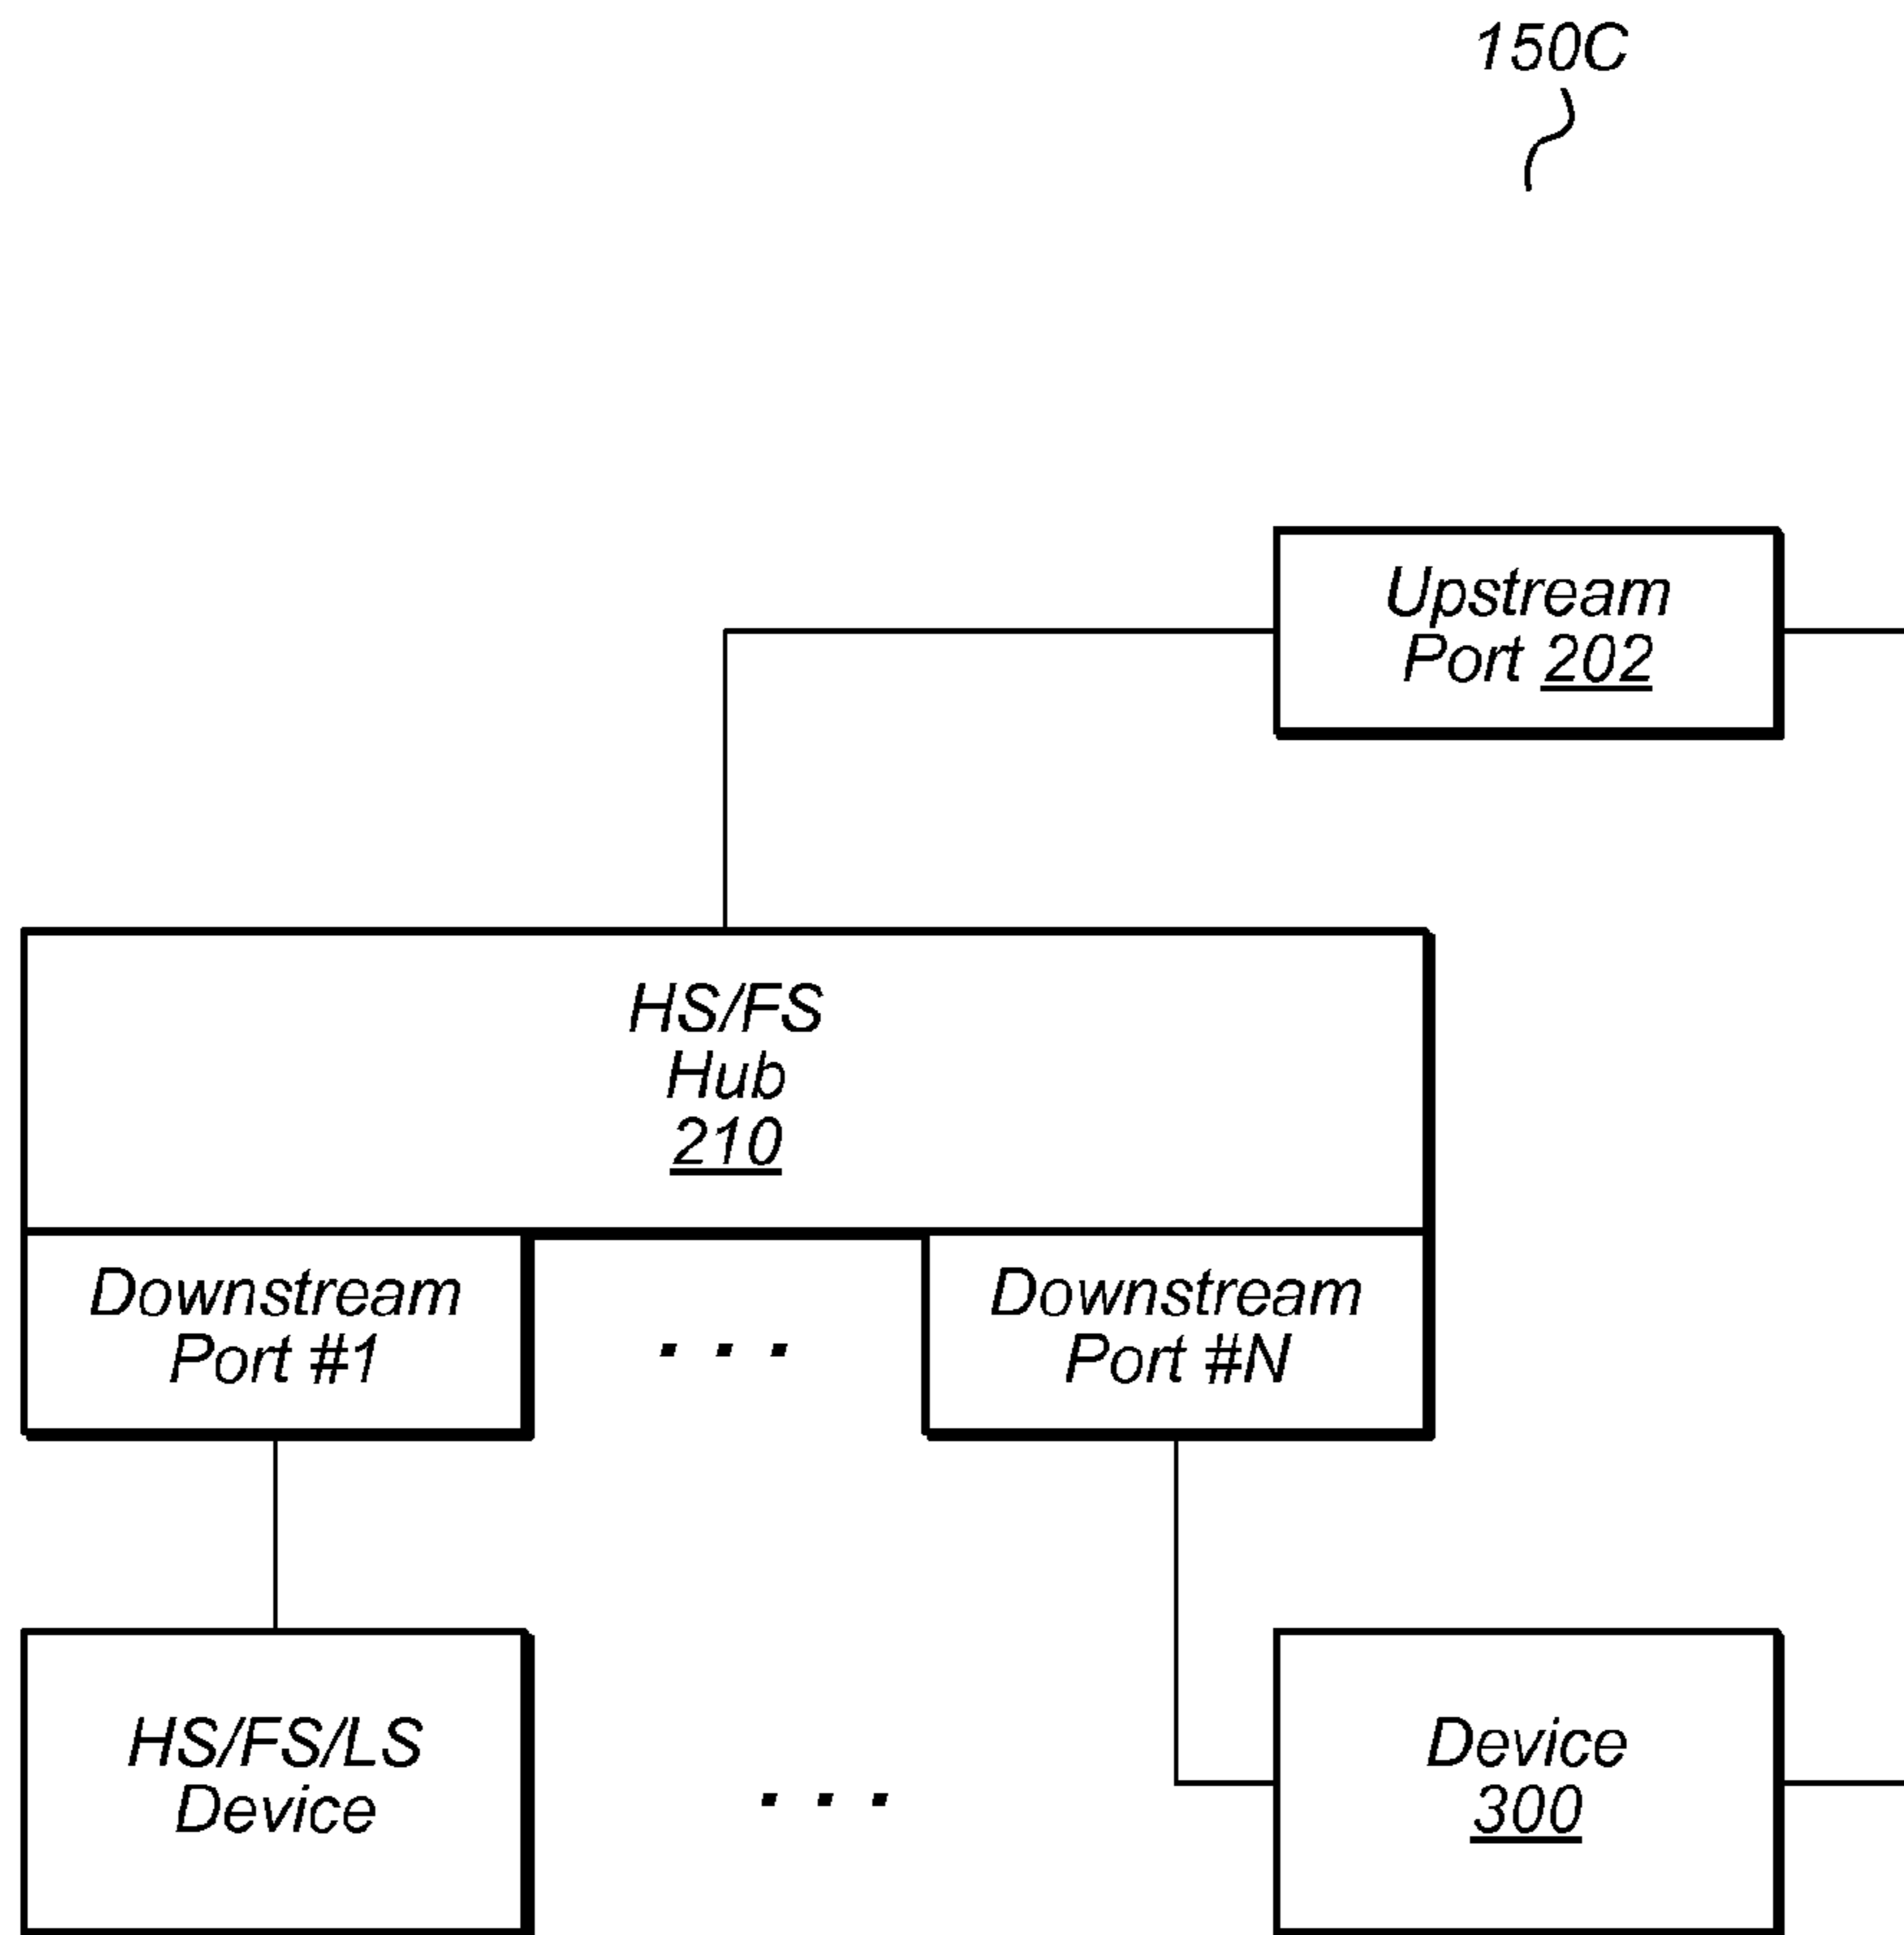 150C
Upstream
Port 202
HS/FS
Hub
210
Downstream
Port #1
. . .
Downstream
Port #N
HS/FS/LS
Device
. . .
Device
300